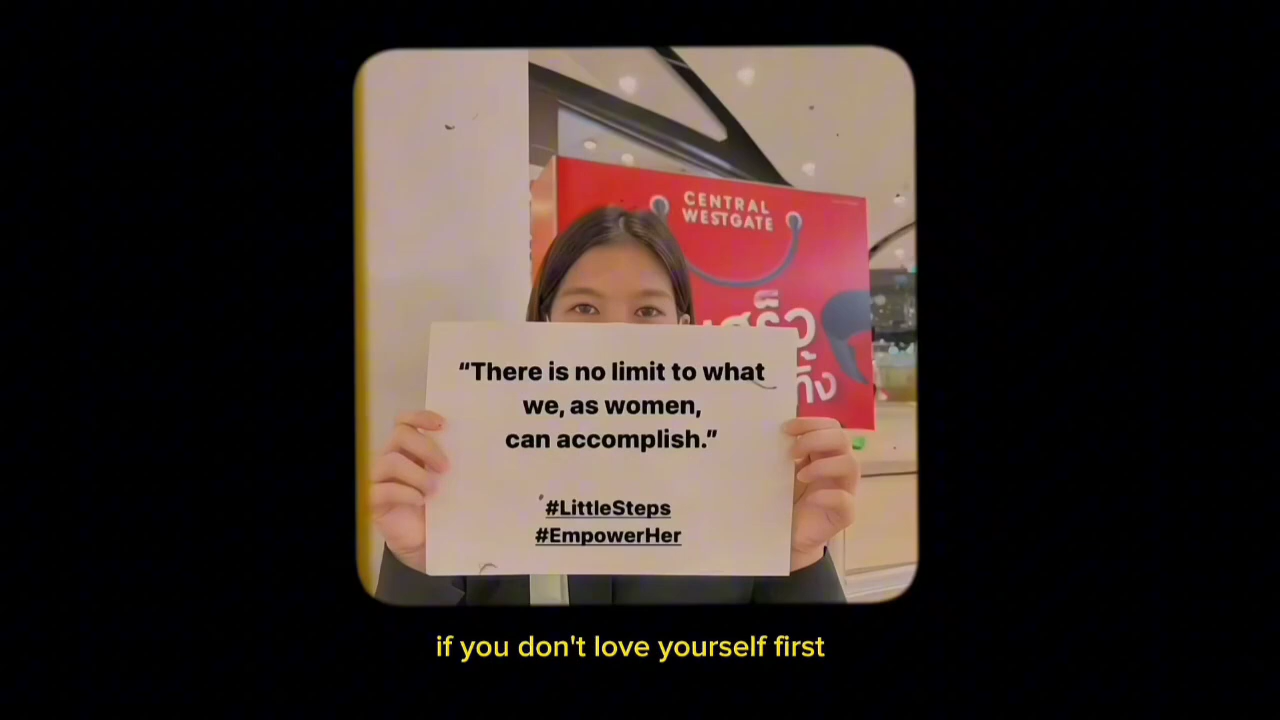 CENTRAL
WESTGATE
“There is no limit to what
we, as women,
can accomplish.”
#LittleSteps
#EmpowerHer
if you don't love yourself first